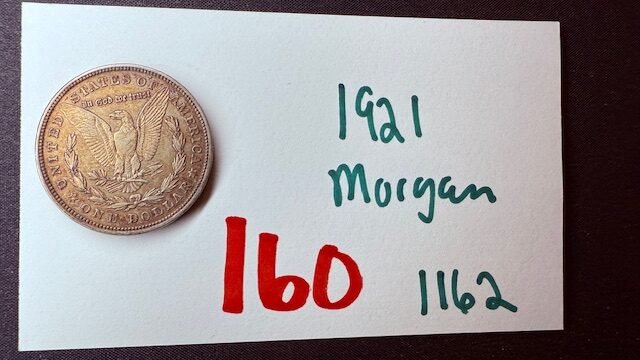 UNITED STATES OF AMERICA
In God We Trust
ONE DOLLAR
1921
Morgan
160
1162